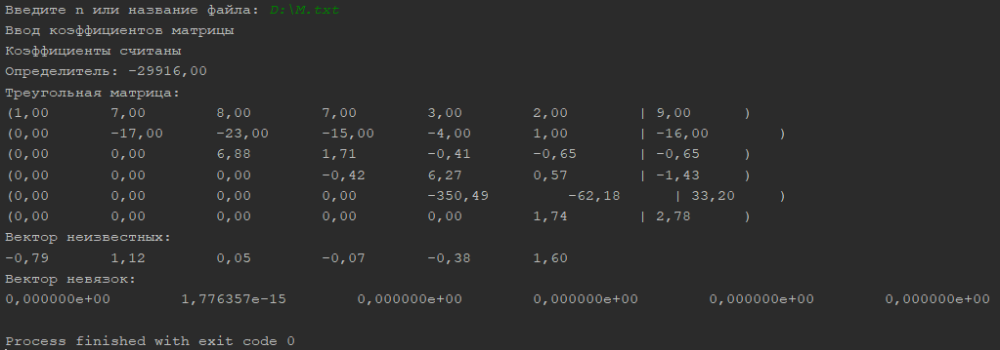 Введите n или название файла: D:\M.txt
Ввод коэффициентов матрицы
Коэффициенты считаны
Определитель: -29916,00
Треугольная матрица:
(1,00 7,00 8,00 7,00 3,00 2,00 | 9,00 )
(0,00 -17,00 -23,00 -15,00 -4,00 1,00 | -16,00 )
(0,00 0,00 6,88 1,71 -0,41 -0,65 | -0,65 )
(0,00 0,00 0,00 -0,42 6,27 0,57 | -1,43 )
(0,00 0,00 0,00 0,00 -350,49 -62,18 | 33,20 )
(0,00 0,00 0,00 0,00 0,00 1,74 | 2,78 )
Вектор неизвестных:
-0,79 1,12 0,05 -0,07 -0,38 1,60
Вектор невязок:
0,000000e+00 1,776357e-15 0,000000e+00 0,000000e+00 0,000000e+00 0,000000e+00
Process finished with exit code 0